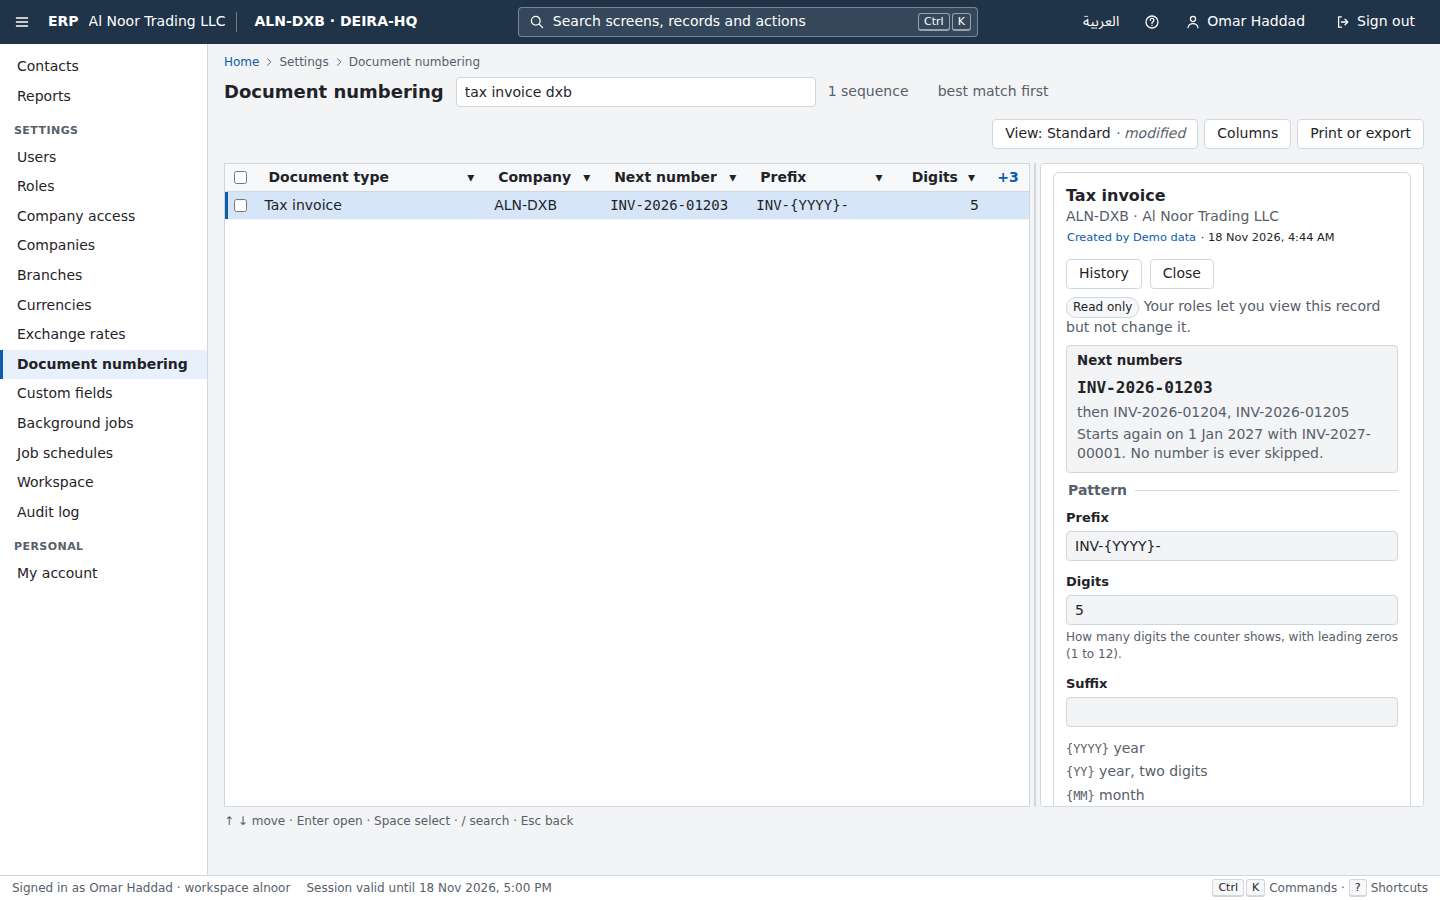 ERP Al Noor Trading LLC ALN-DXB · DEIRA-HQ Search screens, records and actions Ctrl K العربية Omar Haddad Sign out
Contacts
Reports
SETTINGS
Users
Roles
Company access
Companies
Branches
Currencies
Exchange rates
Document numbering
Custom fields
Background jobs
Job schedules
Workspace
Audit log
PERSONAL
My account
Home > Settings > Document numbering
Document numbering tax invoice dxb 1 sequence best match first
View: Standard · modified Columns Print or export
Document type ▼ Company ▼ Next number ▼ Prefix ▼ Digits ▼ +3
Tax invoice ALN-DXB INV-2026-01203 INV-{YYYY}- 5
↑ ↓ move · Enter open · Space select · / search · Esc back
Tax invoice
ALN-DXB · Al Noor Trading LLC
Created by Demo data · 18 Nov 2026, 4:44 AM
History Close
Read only Your roles let you view this record
but not change it.
Next numbers
INV-2026-01203
then INV-2026-01204, INV-2026-01205
Starts again on 1 Jan 2027 with INV-2027-
00001. No number is ever skipped.
Pattern
Prefix
INV-{YYYY}-
Digits
5
How many digits the counter shows, with leading zeros
(1 to 12).
Suffix
{YYYY} year
{YY} year, two digits
{MM} month
Signed in as Omar Haddad · workspace alnoor Session valid until 18 Nov 2026, 5:00 PM Ctrl K Commands · ? Shortcuts